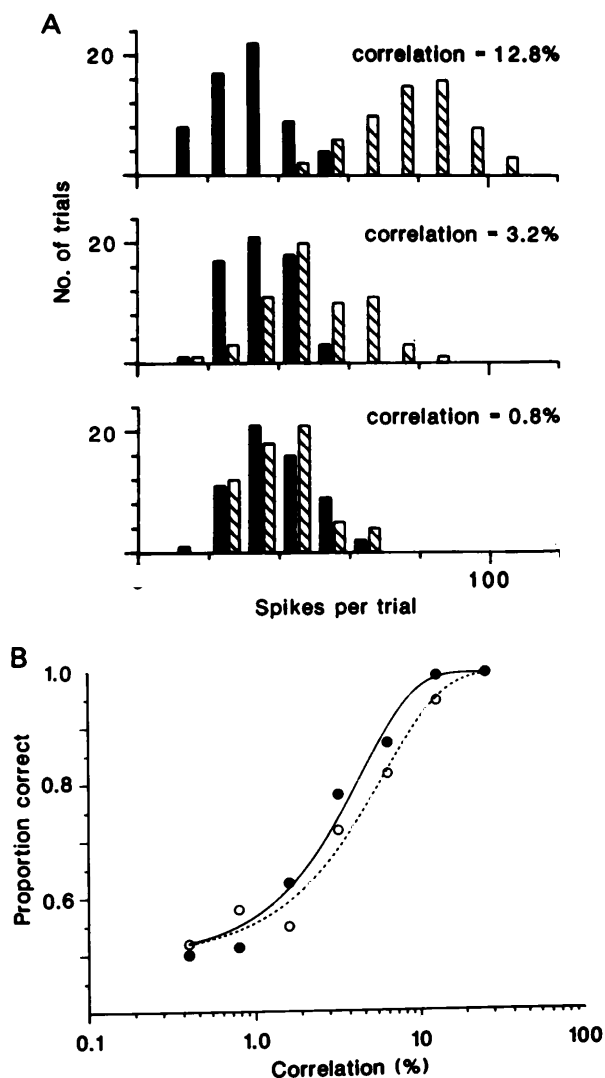 A
correlation = 12.8%
20
correlation = 3.2%
20
No. of trials
correlation = 0.8%
20
100
Spikes per trial
B
1.0
0.8
0.6
Proportion correct
0.1
1.0
10
100
Correlation (%)